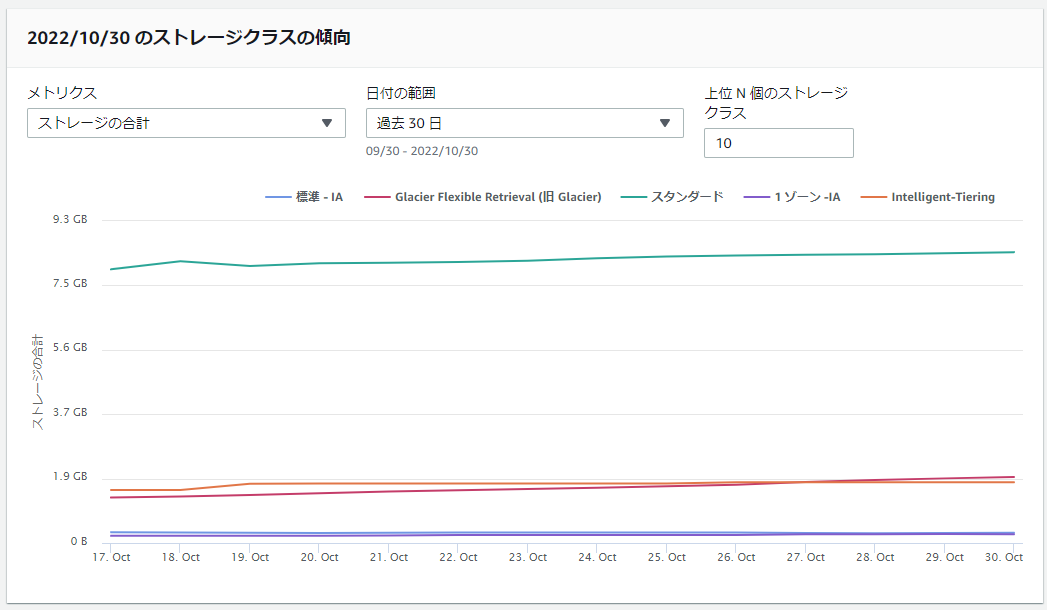 2022/10/30 のストレージクラスの傾向
メトリクス
ストレージの合計
日付の範囲
過去 30 日
09/30 - 2022/10/30
上位 N 個のストレージ
クラス
10
標準 - IA
Glacier Flexible Retrieval (旧 Glacier)
スタンダード
1 ゾーン -IA
Intelligent-Tiering
ストレージの合計
9.3 GB
7.5 GB
5.6 GB
3.7 GB
1.9 GB
0 B
17. Oct
18. Oct
19. Oct
20. Oct
21. Oct
22. Oct
23. Oct
24. Oct
25. Oct
26. Oct
27. Oct
28. Oct
29. Oct
30. Oct